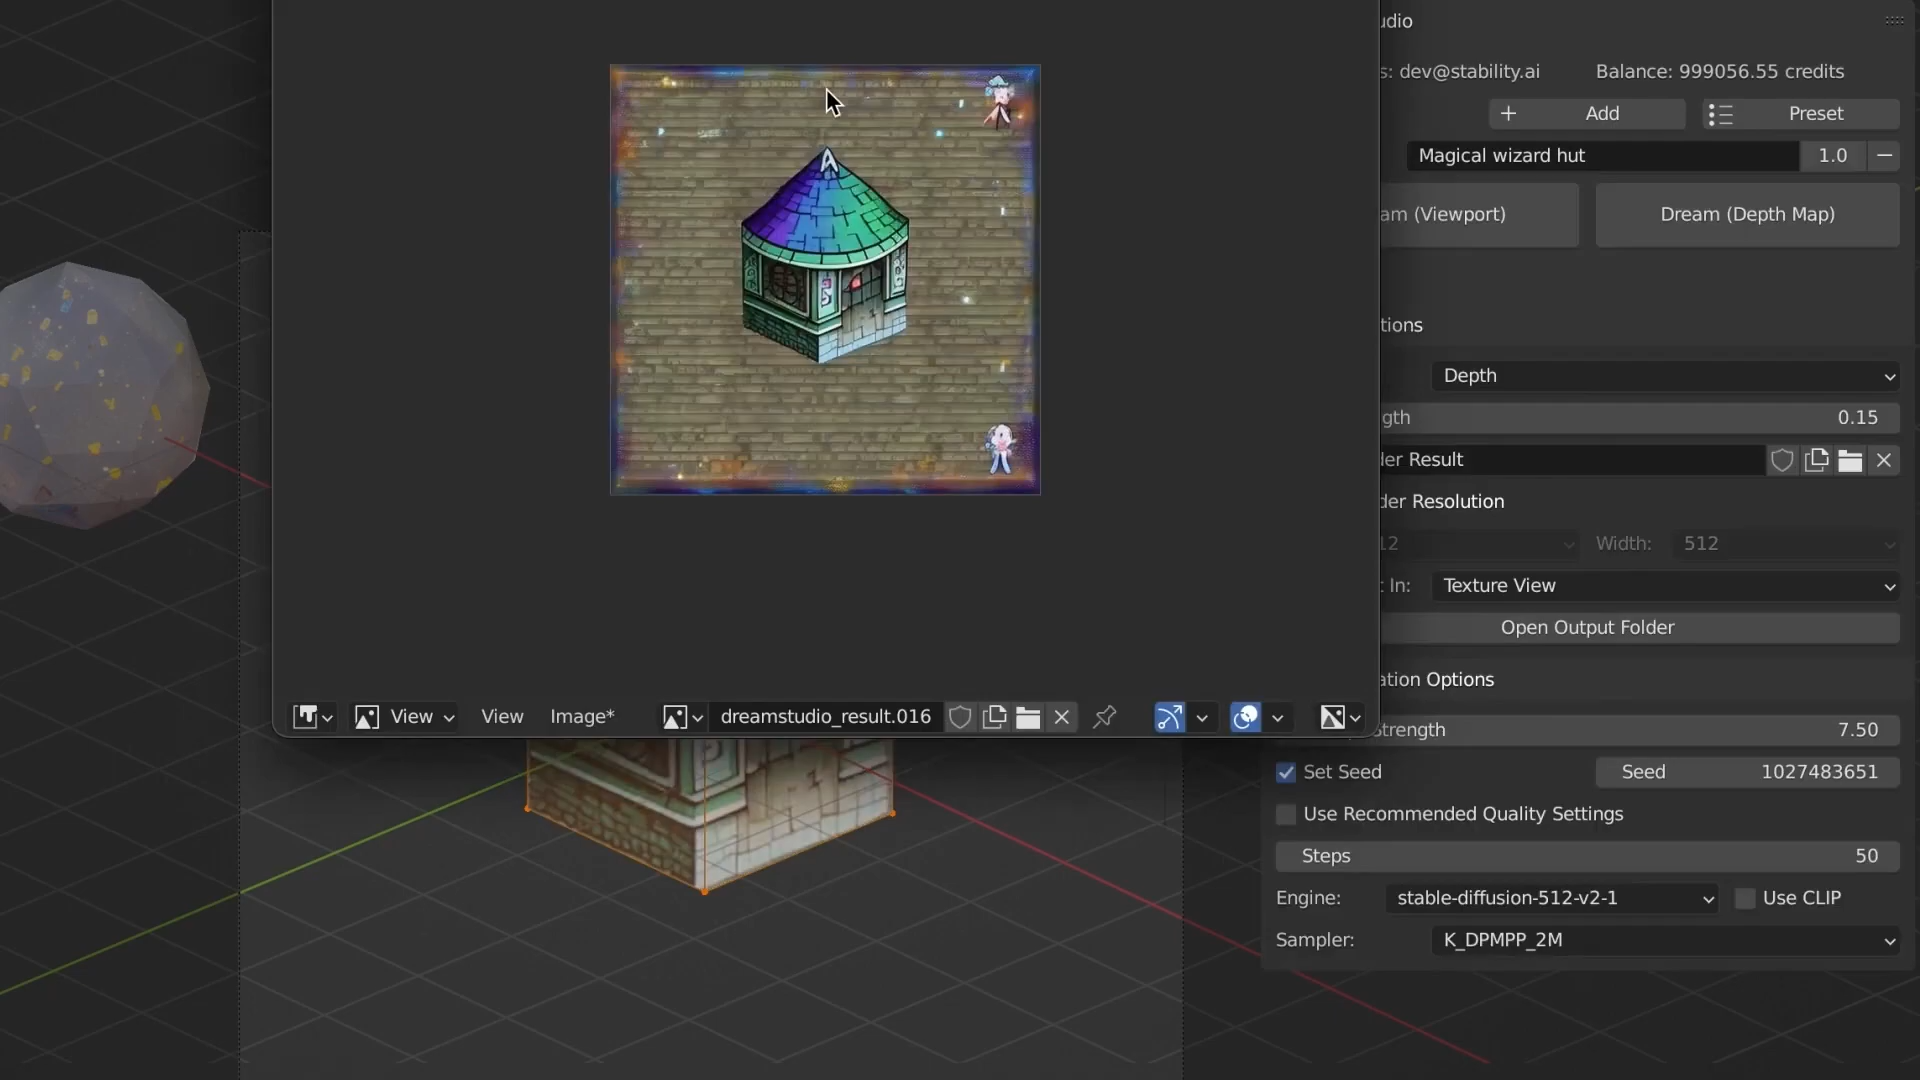 udio
s: dev@stability.ai Balance: 999056.55 credits
Add Preset
Magical wizard hut 1.0
am (Viewport) Dream (Depth Map)
tions
Depth
gth 0.15
der Result
der Resolution
12 Width: 512
t In: Texture View
Open Output Folder
ation Options
Strength 7.50
Set Seed Seed 1027483651
Use Recommended Quality Settings
Steps 50
Engine: stable-diffusion-512-v2-1 Use CLIP
Sampler: K_DPMPP_2M
A
View View Image* dreamstudio_result.016